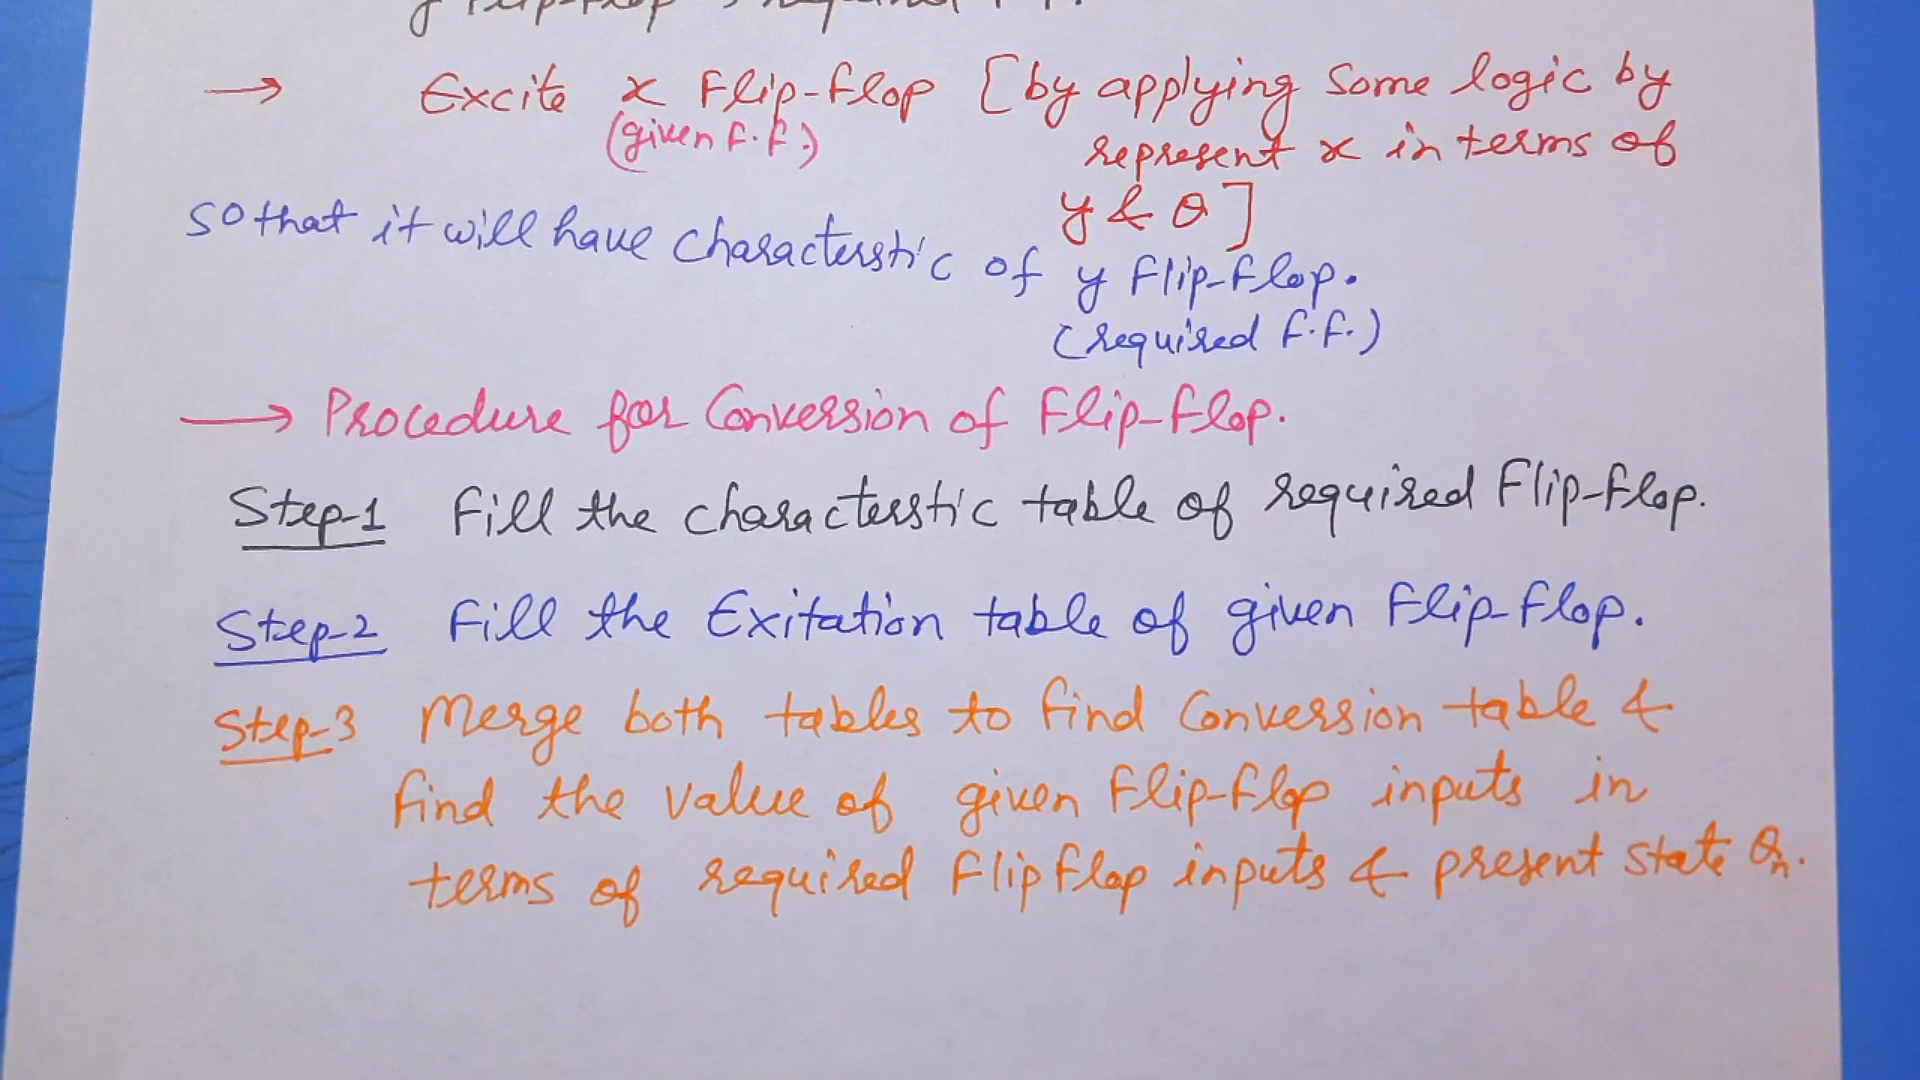 y Flip-Flop → required F.F.
→ Excite x Flip-flop [by applying Some logic by
(given F.F.) represent x in terms of
y & Q]
so that it will have characterstic of y Flip-flop.
(required F.F.)
→ Procedure for Conversion of Flip-flop.
Step-1 Fill the characterstic table of required Flip-flop.
Step-2 Fill the Exitation table of given Flip-flop.
Step-3 Merge both tables to find Conversion table &
find the value of given Flip-flop inputs in
terms of required Flip flop inputs & present state Qn.